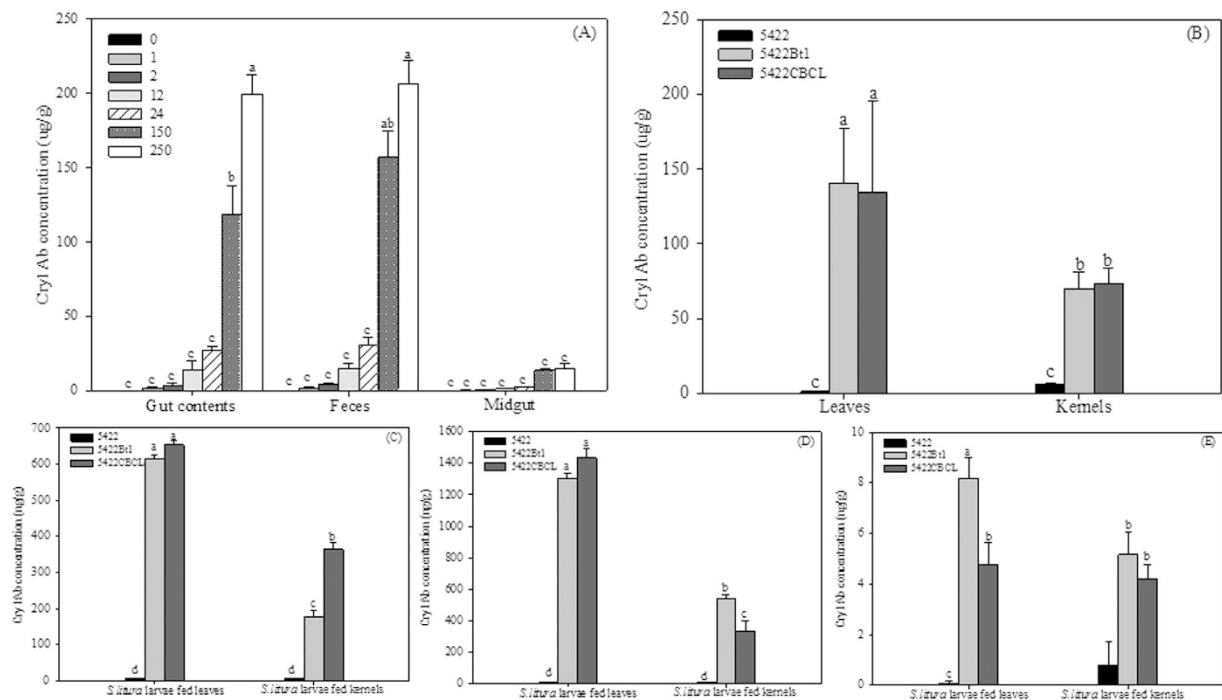 (A)
250
200
150
100
50
0
Cry1 Ab concentration (ug/g)
0
1
2
12
24
150
250
c c c c c b a
c c c c c ab a
c c c c c c c
Gut contents Feces Midgut
(B)
250
200
150
100
50
0
Cry1 Ab concentration (ug/g)
5422
5422Bt1
5422CBCL
c a a
c b b
Leaves Kernels
(C)
700
600
500
400
300
200
100
0
Cry1Ab concentration (ng/g)
5422
5422Bt1
5422CBCL
d a a
d c b
S.litura larvae fed leaves S.litura larvae fed kernels
(D)
1600
1400
1200
1000
800
600
400
200
0
Cry1Ab concentration (ng/g)
5422
5422Bt1
5422CBCL
d a a
d b c
S.litura larvae fed leaves S.litura larvae fed kernels
(E)
10
8
6
4
2
0
Cry1Ab concentration (ng/g)
5422
5422Bt1
5422CBCL
c a b
b b
S.litura larvae fed leaves S.litura larvae fed kernels